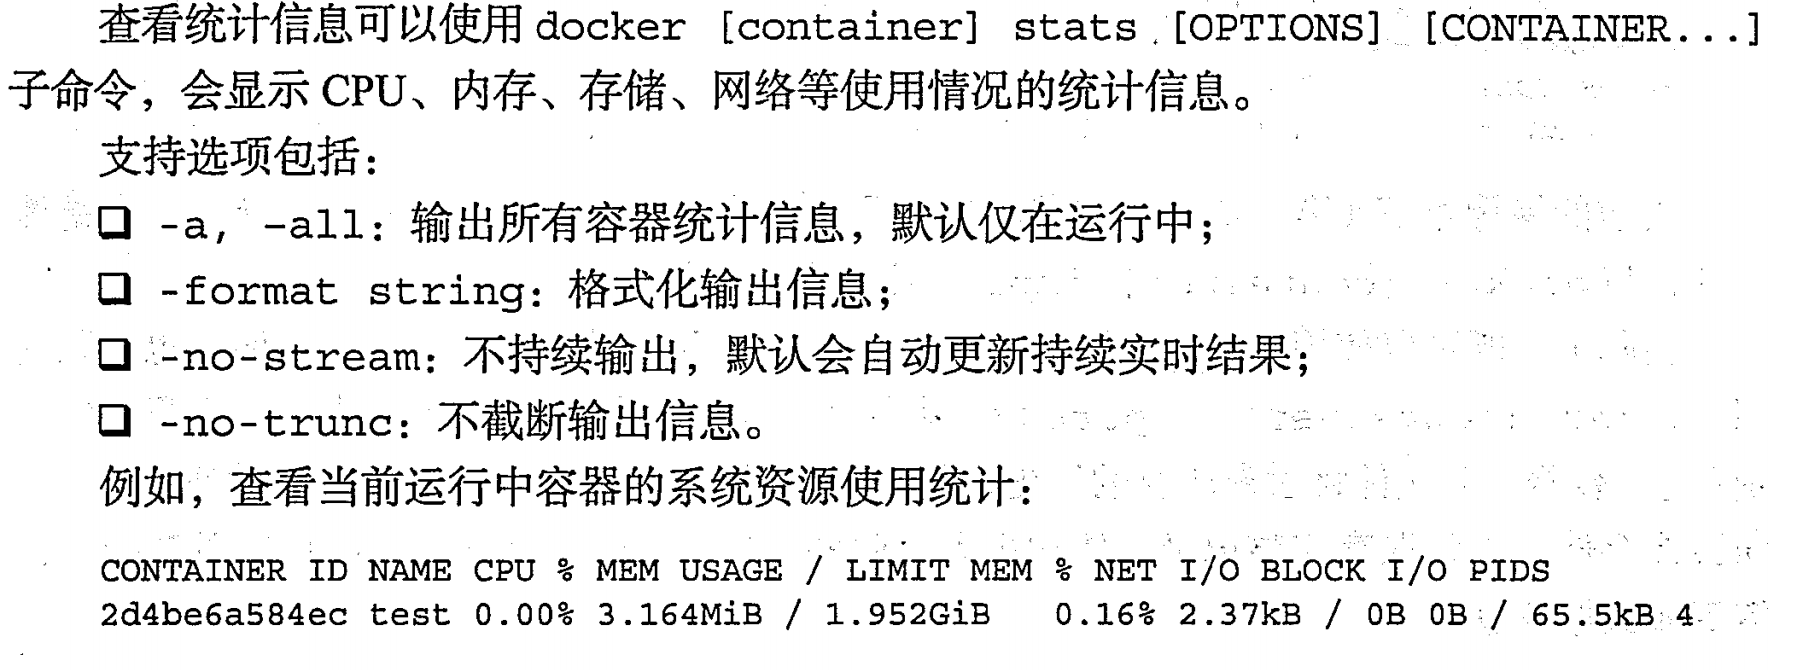 查看统计信息可以使用 docker [container] stats [OPTIONS] [CONTAINER...]
子命令，会显示 CPU、内存、存储、网络等使用情况的统计信息。
支持选项包括：
❑ -a, -all：输出所有容器统计信息，默认仅在运行中；
❑ -format string：格式化输出信息；
❑ -no-stream：不持续输出，默认会自动更新持续实时结果；
❑ -no-trunc：不截断输出信息。
例如，查看当前运行中容器的系统资源使用统计：
CONTAINER ID NAME CPU % MEM USAGE / LIMIT MEM % NET I/O BLOCK I/O PIDS
2d4be6a584ec test 0.00% 3.164MiB / 1.952GiB 0.16% 2.37kB / 0B 0B / 65.5kB 4